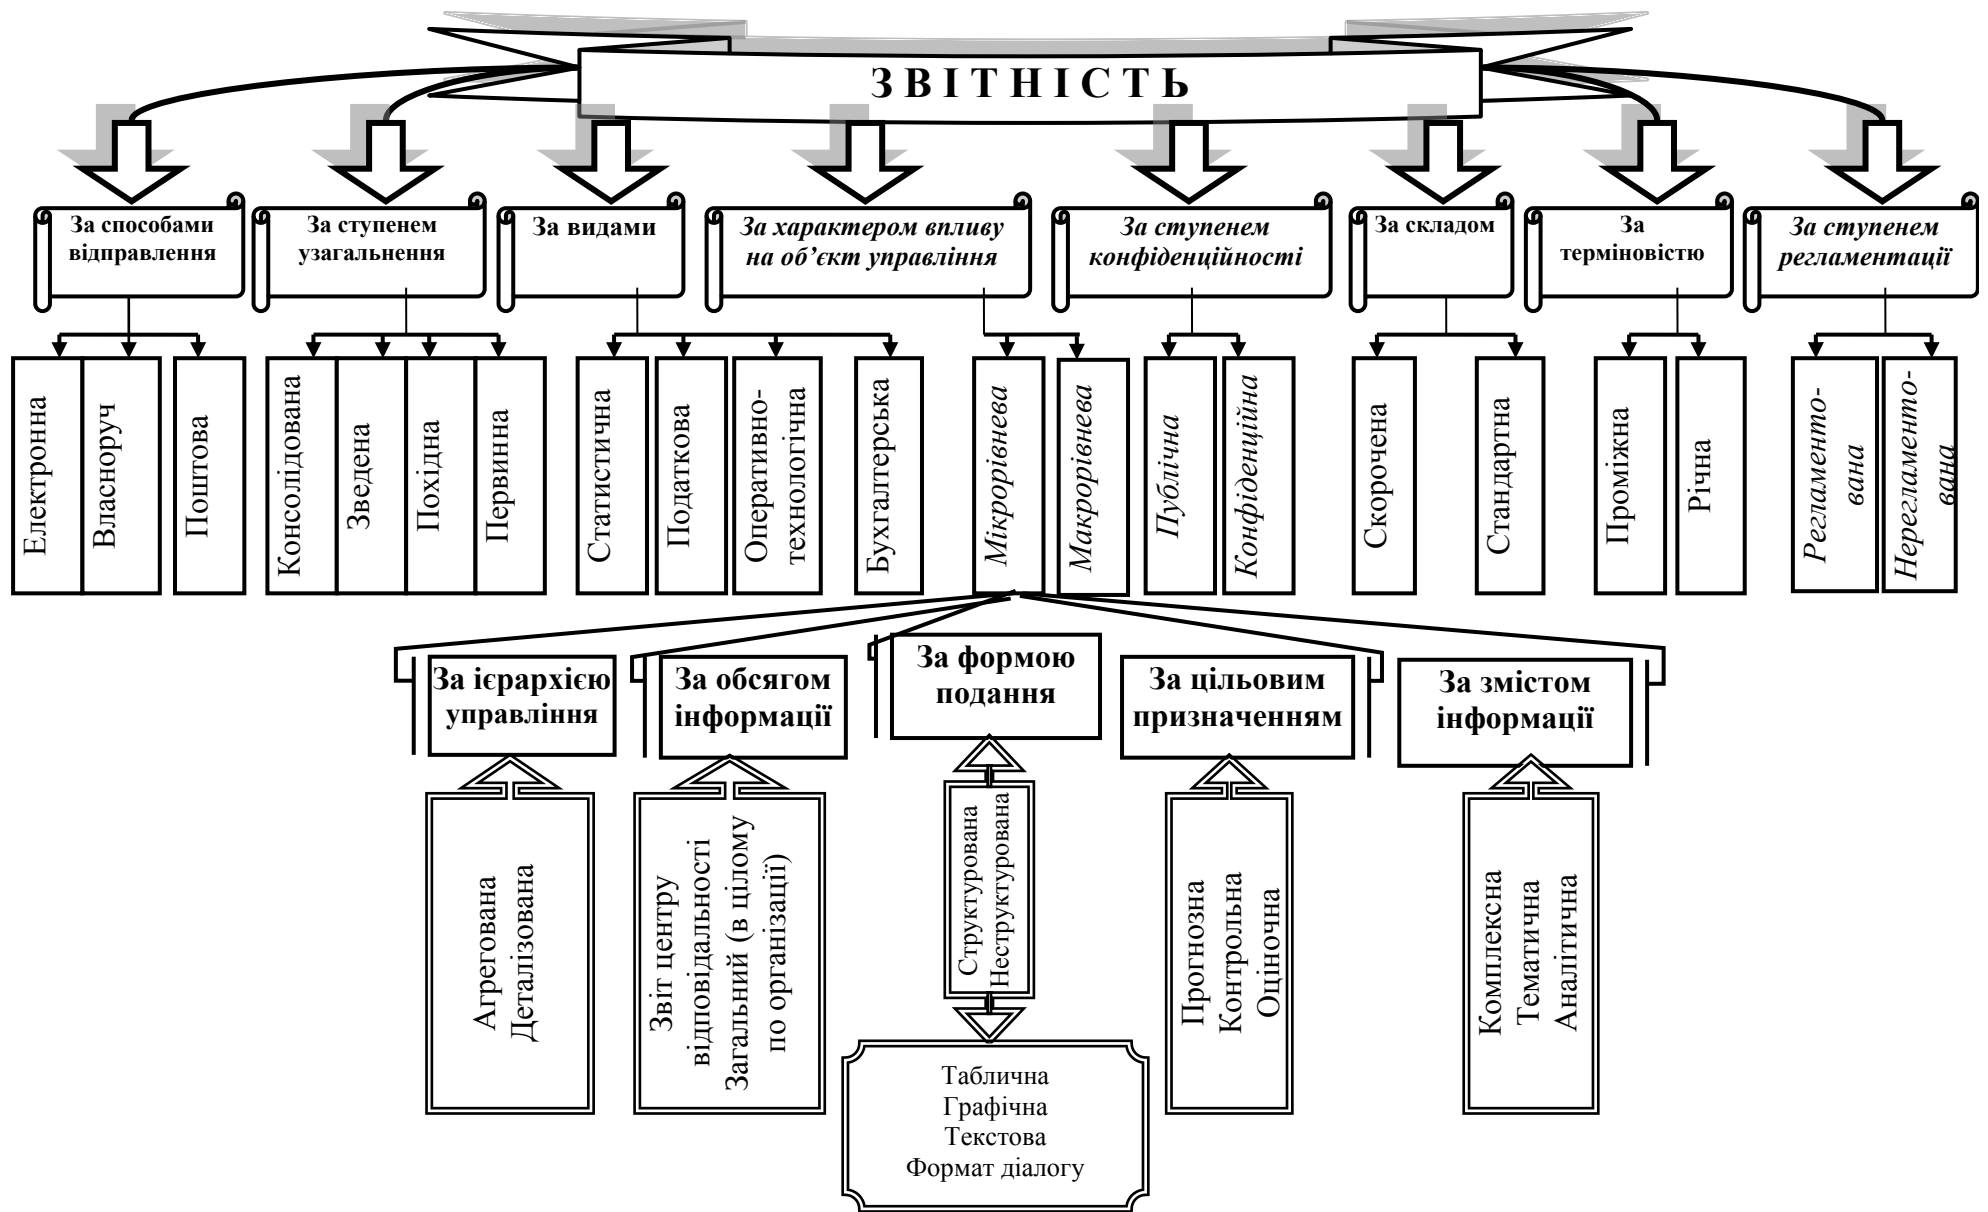 З В І Т Н І С Т Ь
За способами
відправлення
За ступенем
узагальнення
За видами
За характером впливу
на об’єкт управління
За ступенем
конфіденційності
За складом
За
терміновістю
За ступенем
регламентації
Електронна
Власноруч
Поштова
Консолідована
Зведена
Похідна
Первинна
Статистична
Податкова
Оперативно-
технологічна
Бухгалтерська
Мікрорівнева
Макрорівнева
Публічна
Конфіденційна
Скорочена
Стандартна
Проміжна
Річна
Регламенто-
вана
Нерегламенто-
вана
За ієрархією
управління
За обсягом
інформації
За формою
подання
За цільовим
призначенням
За змістом
інформації
Агрегована
Деталізована
Звіт центру
відповідальності
Загальний (в цілому
по організації)
Структурована
Неструктурована
Прогнозна
Контрольна
Оціночна
Комплексна
Тематична
Аналітична
Таблична
Графічна
Текстова
Формат діалогу